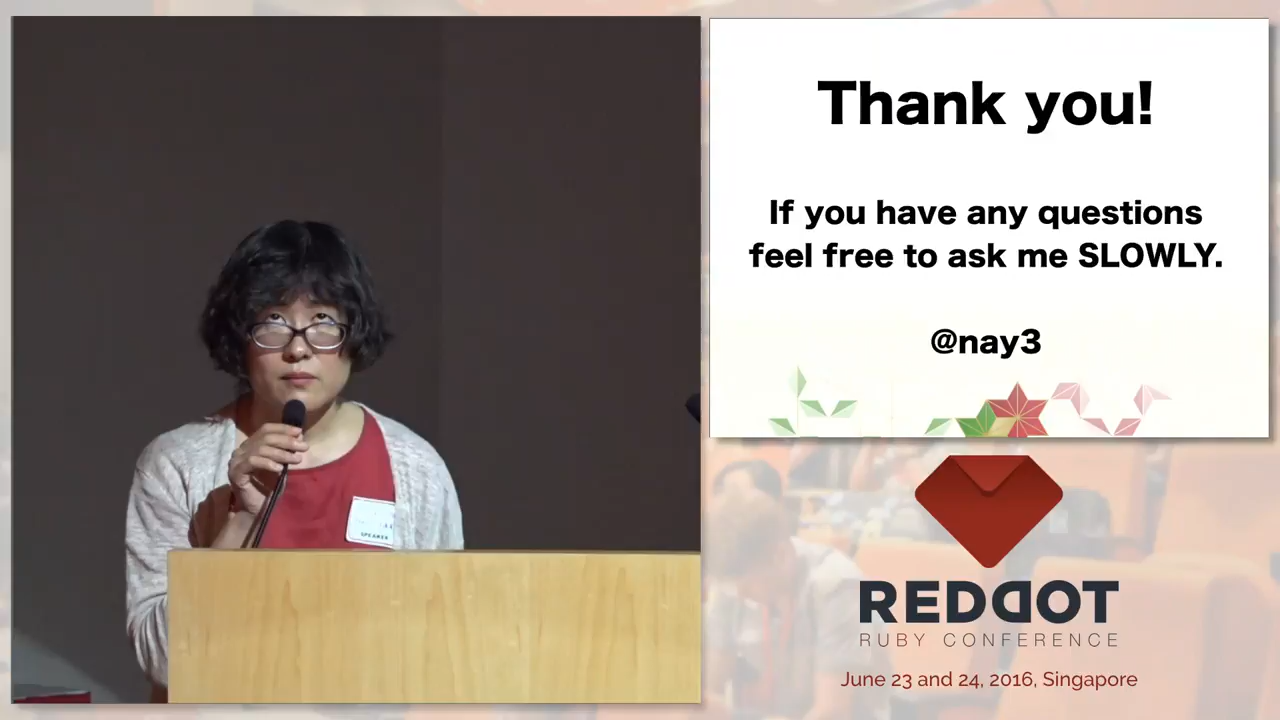 Thank you!
If you have any questions
feel free to ask me SLOWLY.
@nay3
SPEAKER
REDDOT
RUBY CONFERENCE
June 23 and 24, 2016, Singapore